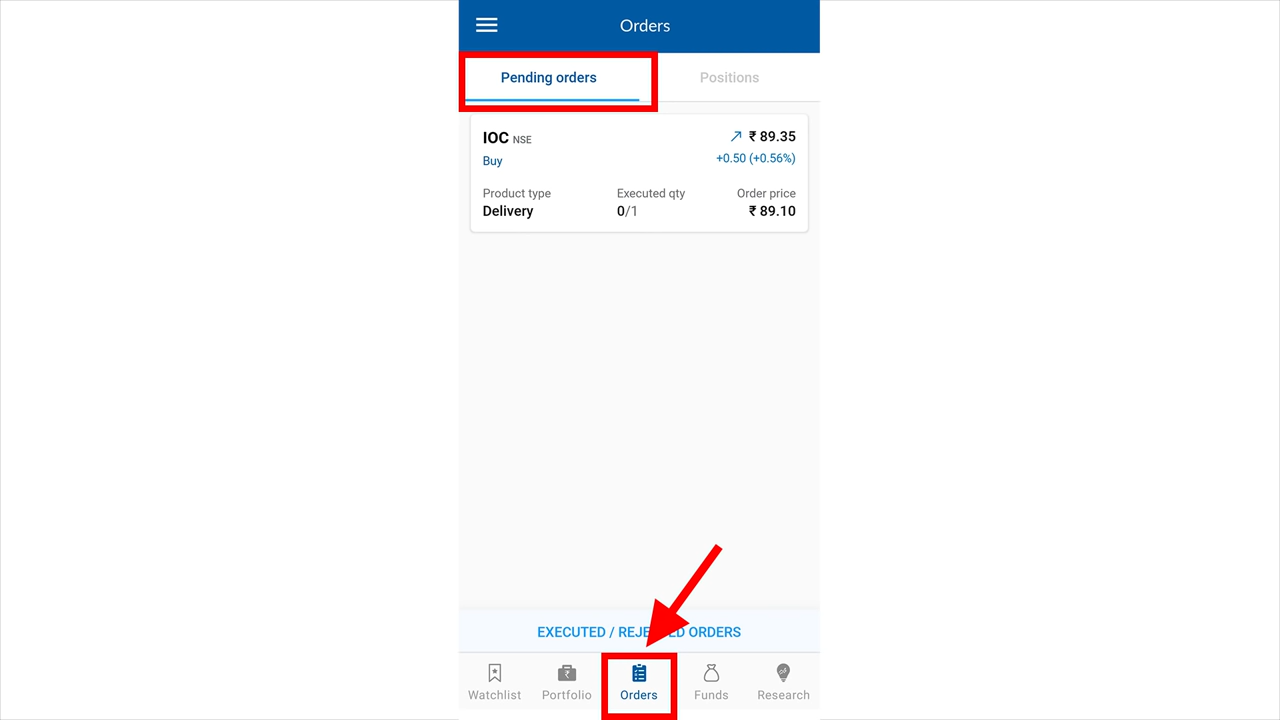 Orders
Pending orders Positions
IOC NSE ₹ 89.35
Buy +0.50 (+0.56%)
Product type Executed qty Order price
Delivery 0/1 ₹ 89.10
EXECUTED / REJECTED ORDERS
Watchlist Portfolio Orders Funds Research